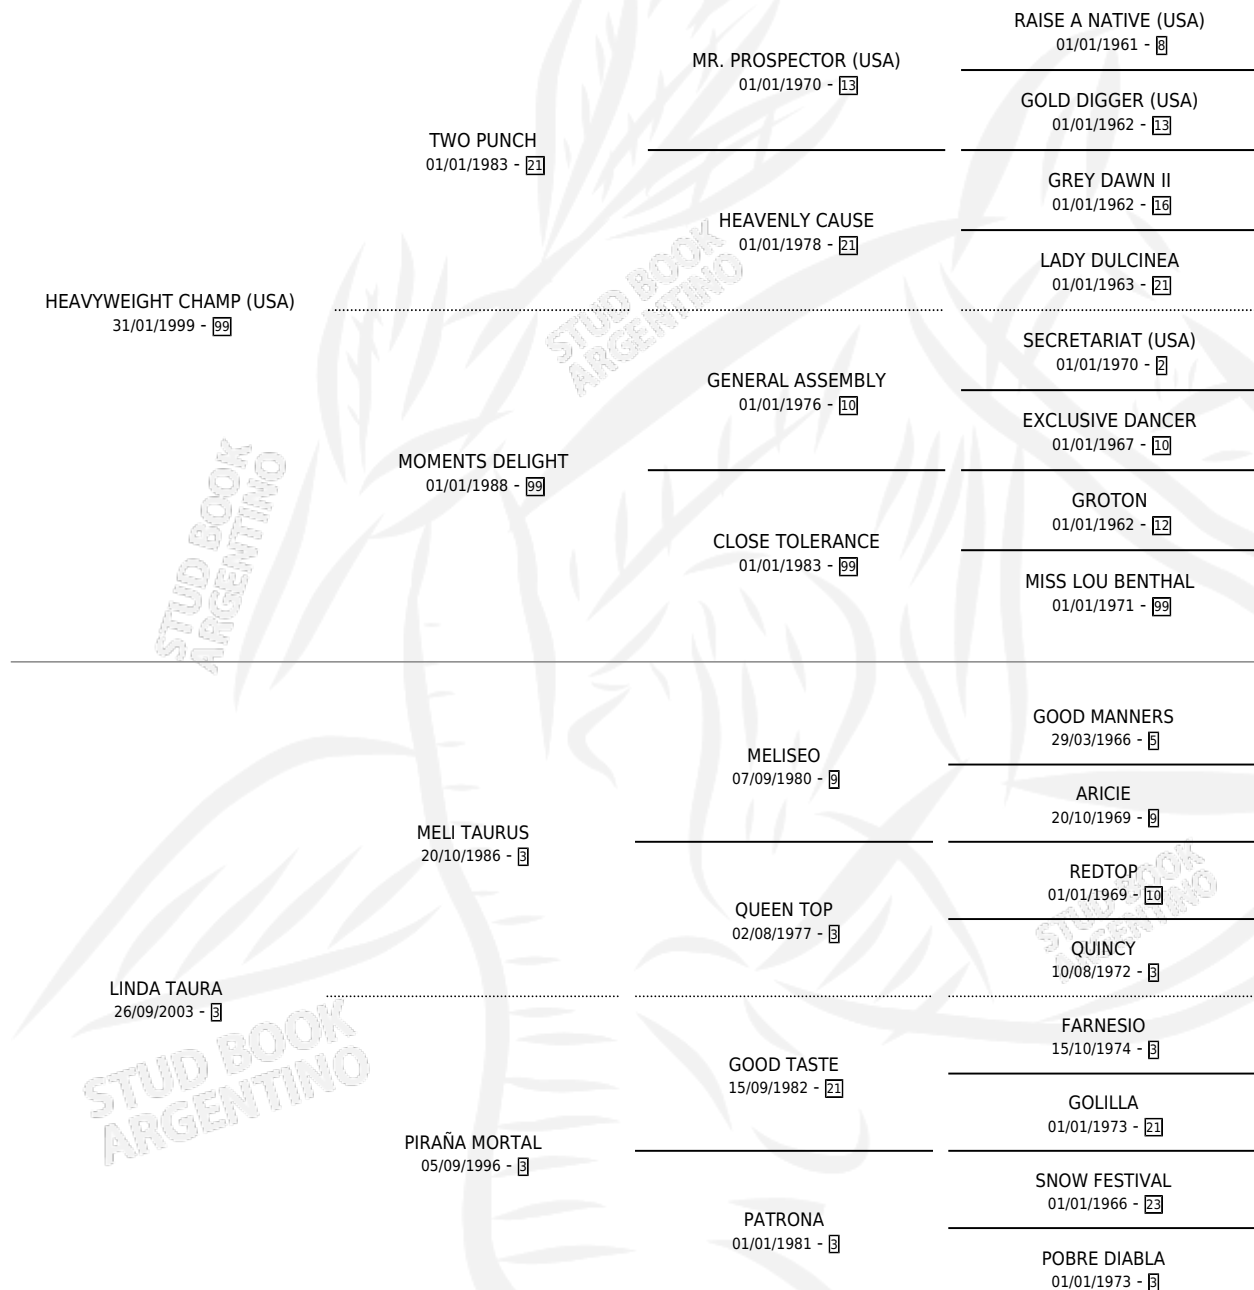 RAISE A NATIVE (USA)
01/01/1961 - 8
MR. PROSPECTOR (USA)
01/01/1970 - 13
GOLD DIGGER (USA)
01/01/1962 - 13
TWO PUNCH
01/01/1983 - 21
GREY DAWN II
01/01/1962 - 16
HEAVENLY CAUSE
01/01/1978 - 21
LADY DULCINEA
01/01/1963 - 21
HEAVYWEIGHT CHAMP (USA)
31/01/1999 - 99
SECRETARIAT (USA)
01/01/1970 - 2
GENERAL ASSEMBLY
01/01/1976 - 10
EXCLUSIVE DANCER
01/01/1967 - 10
MOMENTS DELIGHT
01/01/1988 - 99
GROTON
01/01/1962 - 12
CLOSE TOLERANCE
01/01/1983 - 99
MISS LOU BENTHAL
01/01/1971 - 99
GOOD MANNERS
29/03/1966 - 5
MELISEO
07/09/1980 - 9
ARICIE
20/10/1969 - 9
MELI TAURUS
20/10/1986 - 3
REDTOP
01/01/1969 - 10
QUEEN TOP
02/08/1977 - 3
QUINCY
10/08/1972 - 3
LINDA TAURA
26/09/2003 - 3
FARNESIO
15/10/1974 - 3
GOOD TASTE
15/09/1982 - 21
GOLILLA
01/01/1973 - 21
PIRAÑA MORTAL
05/09/1996 - 3
SNOW FESTIVAL
01/01/1966 - 23
PATRONA
01/01/1981 - 3
POBRE DIABLA
01/01/1973 - 3
STUD BOOK
ARGENTINO
STUD BOOK
ARGENTINO
STUD BOOK
ARGENTINO
STUD BOOK
ARGENTINO